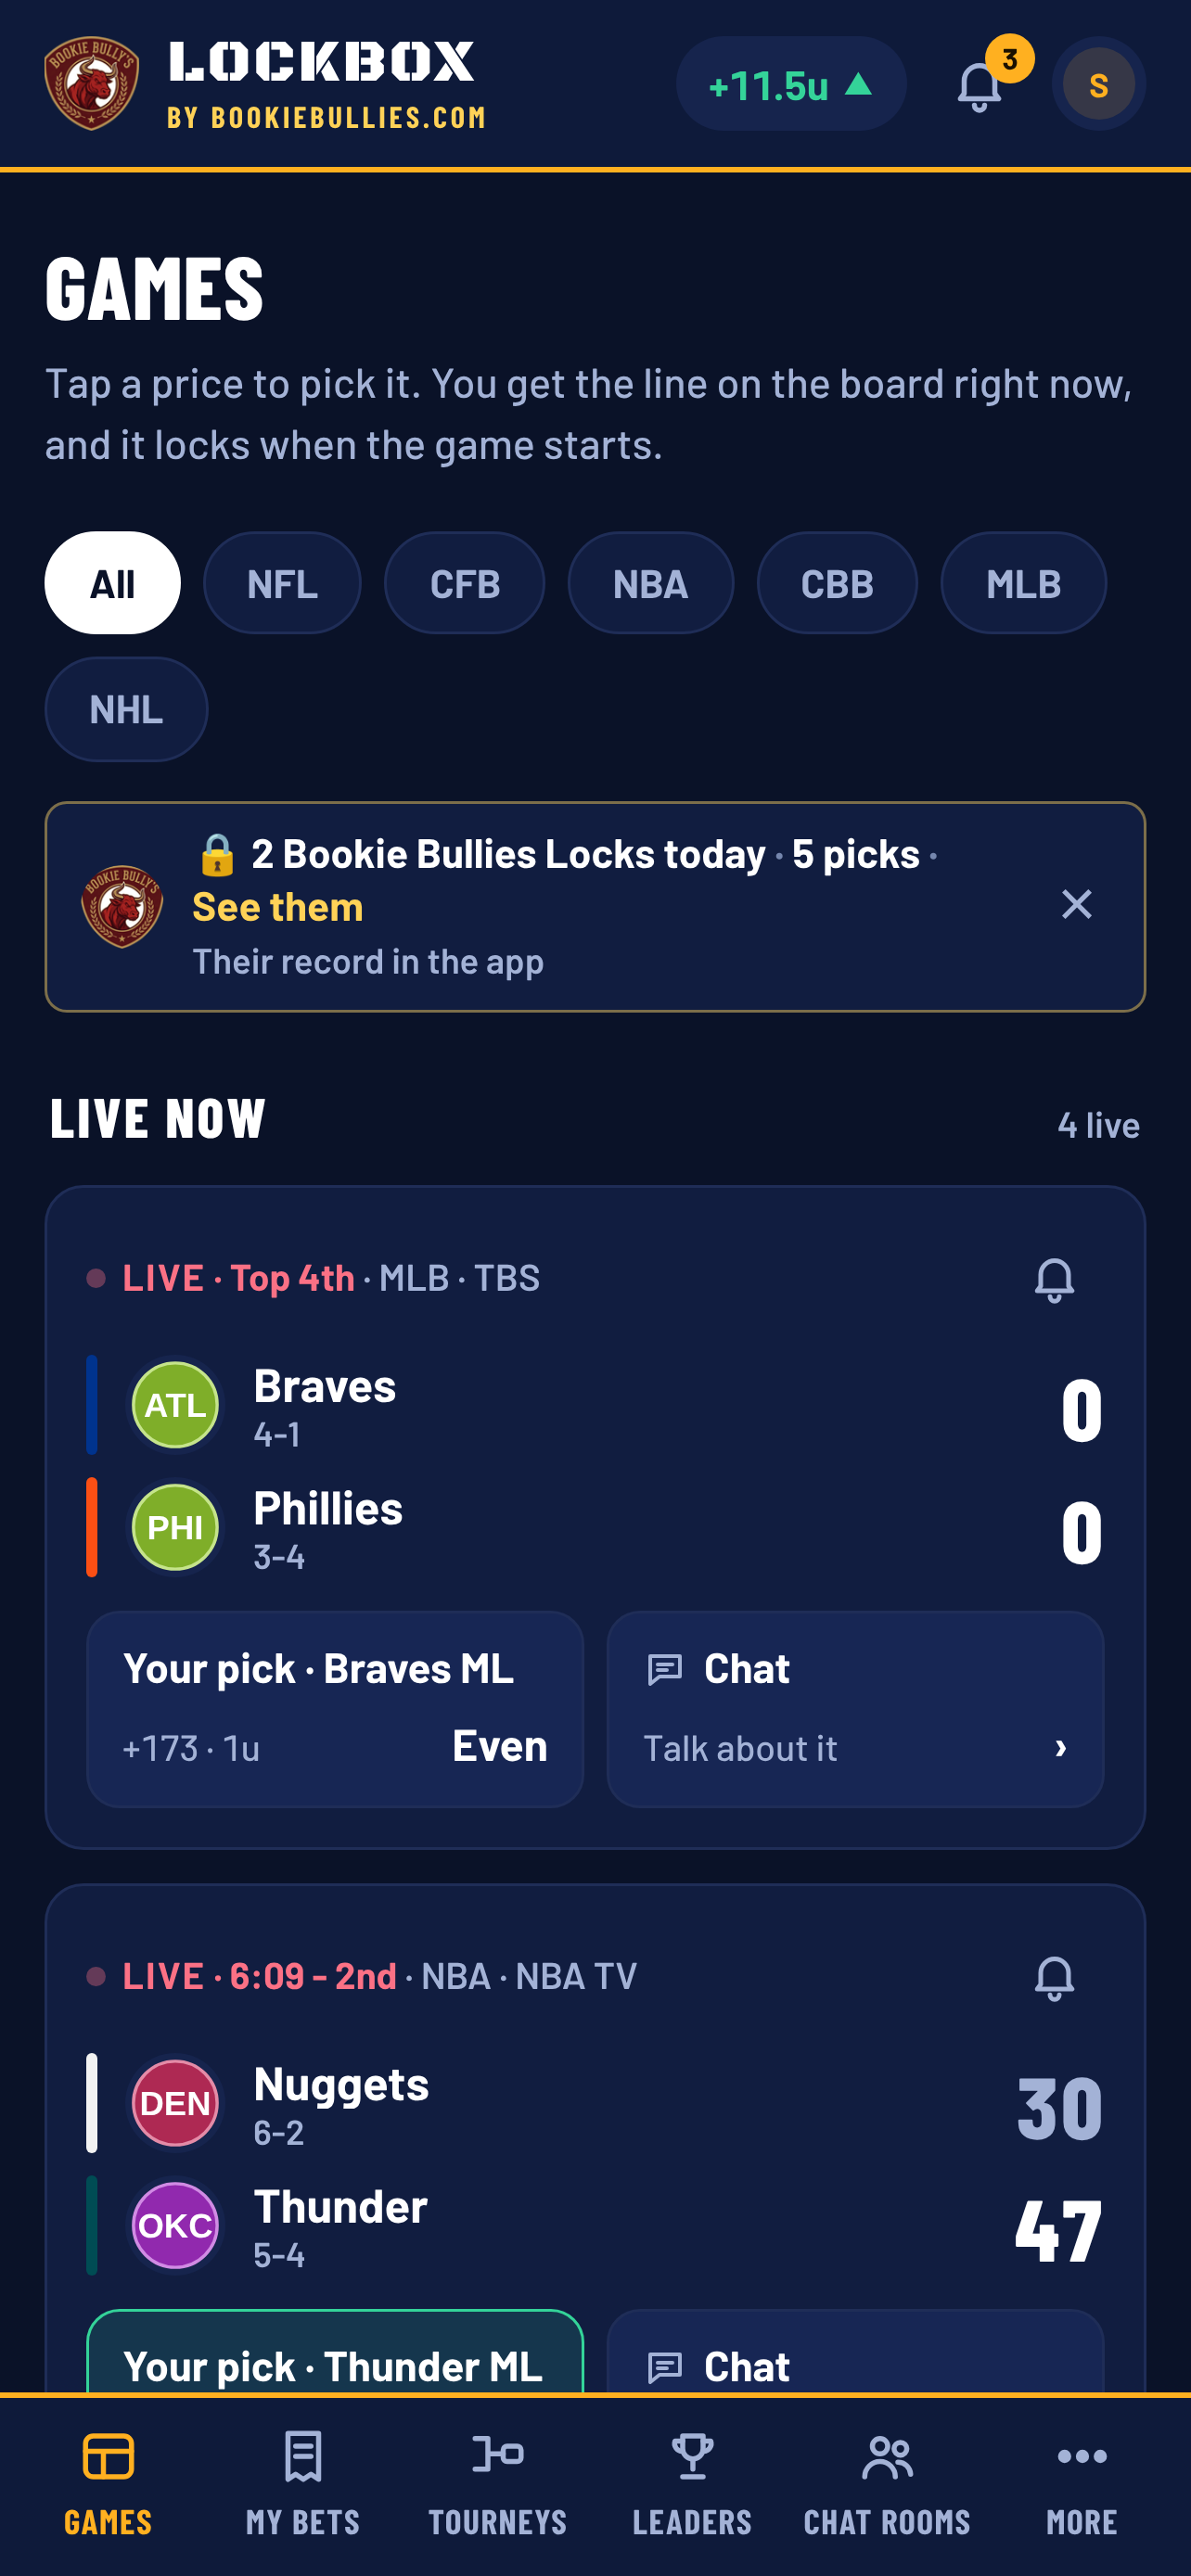 BOOKIE BULLY'S
LOCKBOX
BY BOOKIEBULLIES.COM
+11.5u ▲
3
S
GAMES
Tap a price to pick it. You get the line on the board right now,
and it locks when the game starts.
All NFL CFB NBA CBB MLB
NHL
BOOKIE BULLY'S
🔒 2 Bookie Bullies Locks today · 5 picks ·
See them
Their record in the app
LIVE NOW
4 live
LIVE · Top 4th · MLB · TBS
ATL Braves 0
4-1
PHI Phillies 0
3-4
Your pick · Braves ML
+173 · 1u Even
Chat
Talk about it ›
LIVE · 6:09 - 2nd · NBA · NBA TV
DEN Nuggets 30
6-2
OKC Thunder 47
5-4
Your pick · Thunder ML
Chat
GAMES MY BETS TOURNEYS LEADERS CHAT ROOMS MORE